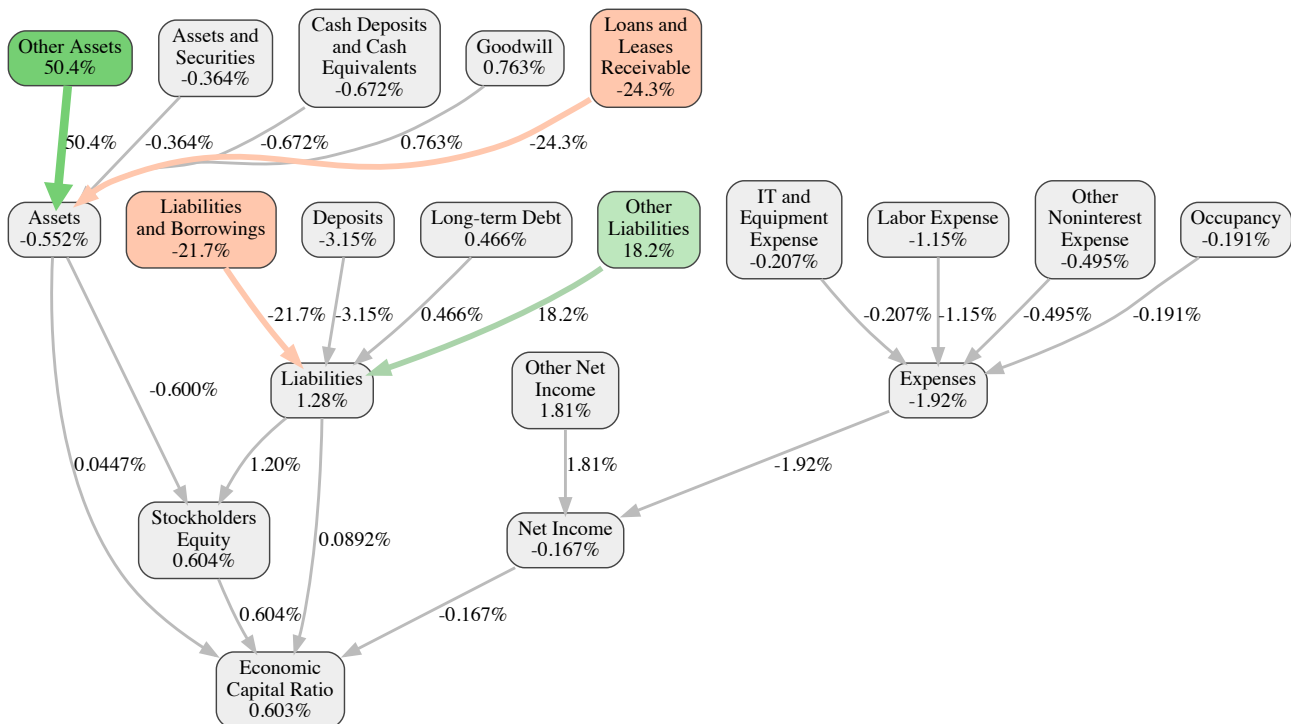 Other Assets
50.4%
Assets and
Securities
-0.364%
Cash Deposits
and Cash
Equivalents
-0.672%
Goodwill
0.763%
Loans and
Leases
Receivable
-24.3%
50.4%
-0.364%
-0.672%
0.763%
-24.3%
Assets
-0.552%
Liabilities
and Borrowings
-21.7%
Deposits
-3.15%
Long-term Debt
0.466%
Other
Liabilities
18.2%
IT and
Equipment
Expense
-0.207%
Labor Expense
-1.15%
Other
Noninterest
Expense
-0.495%
Occupancy
-0.191%
-21.7%
-3.15%
0.466%
18.2%
-0.207%
-1.15%
-0.495%
-0.191%
Liabilities
1.28%
Other Net
Income
1.81%
Expenses
-1.92%
-0.600%
0.0447%
1.20%
0.0892%
1.81%
-1.92%
Stockholders
Equity
0.604%
Net Income
-0.167%
0.604%
-0.167%
Economic
Capital Ratio
0.603%